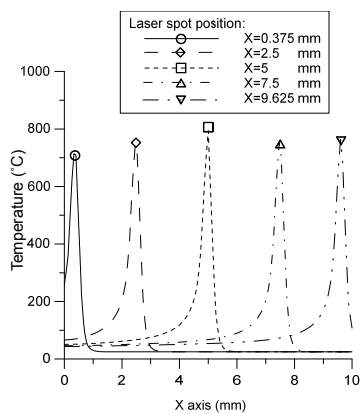 Laser spot position:
X=0.375 mm
X=2.5 mm
X=5 mm
X=7.5 mm
X=9.625 mm
1000
800
600
400
200
0
Temperature (°C)
0 2 4 6 8 10
X axis (mm)